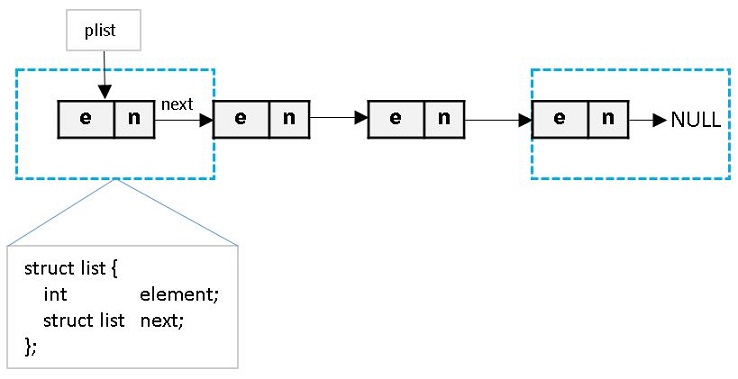 plist
e n next e n e n e n NULL
struct list {
int element;
struct list next;
};